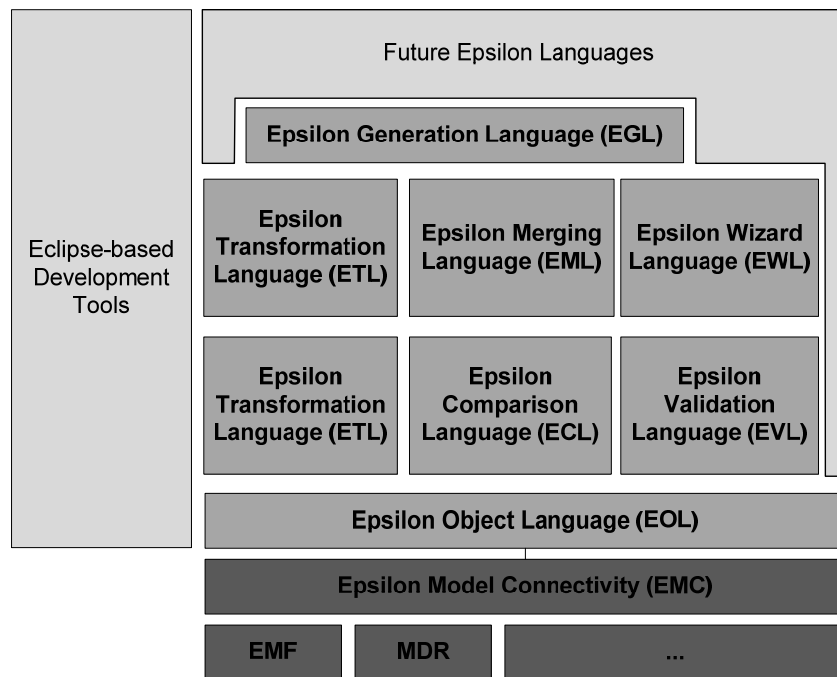 Future Epsilon Languages
Epsilon Generation Language (EGL)
Eclipse-based
Development
Tools
Epsilon
Transformation
Language (ETL)
Epsilon Merging
Language (EML)
Epsilon Wizard
Language (EWL)
Epsilon
Transformation
Language (ETL)
Epsilon
Comparison
Language (ECL)
Epsilon
Validation
Language (EVL)
Epsilon Object Language (EOL)
Epsilon Model Connectivity (EMC)
EMF
MDR
...